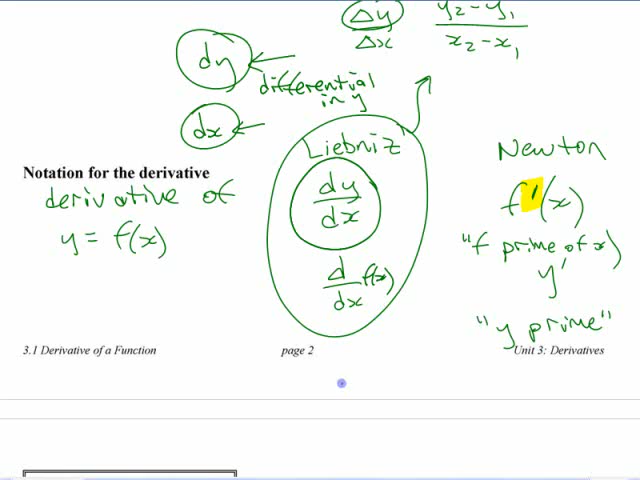 Δy y₂ - y₁
Δx x₂ - x₁
dy
differential
in y
dx
Liebniz
Newton
Notation for the derivative
derivative of
y = f(x)
dy
dx
d f(x)
dx
f'(x)
"f prime of x)
y'
"y prime"
3.1 Derivative of a Function page 2 Unit 3: Derivatives